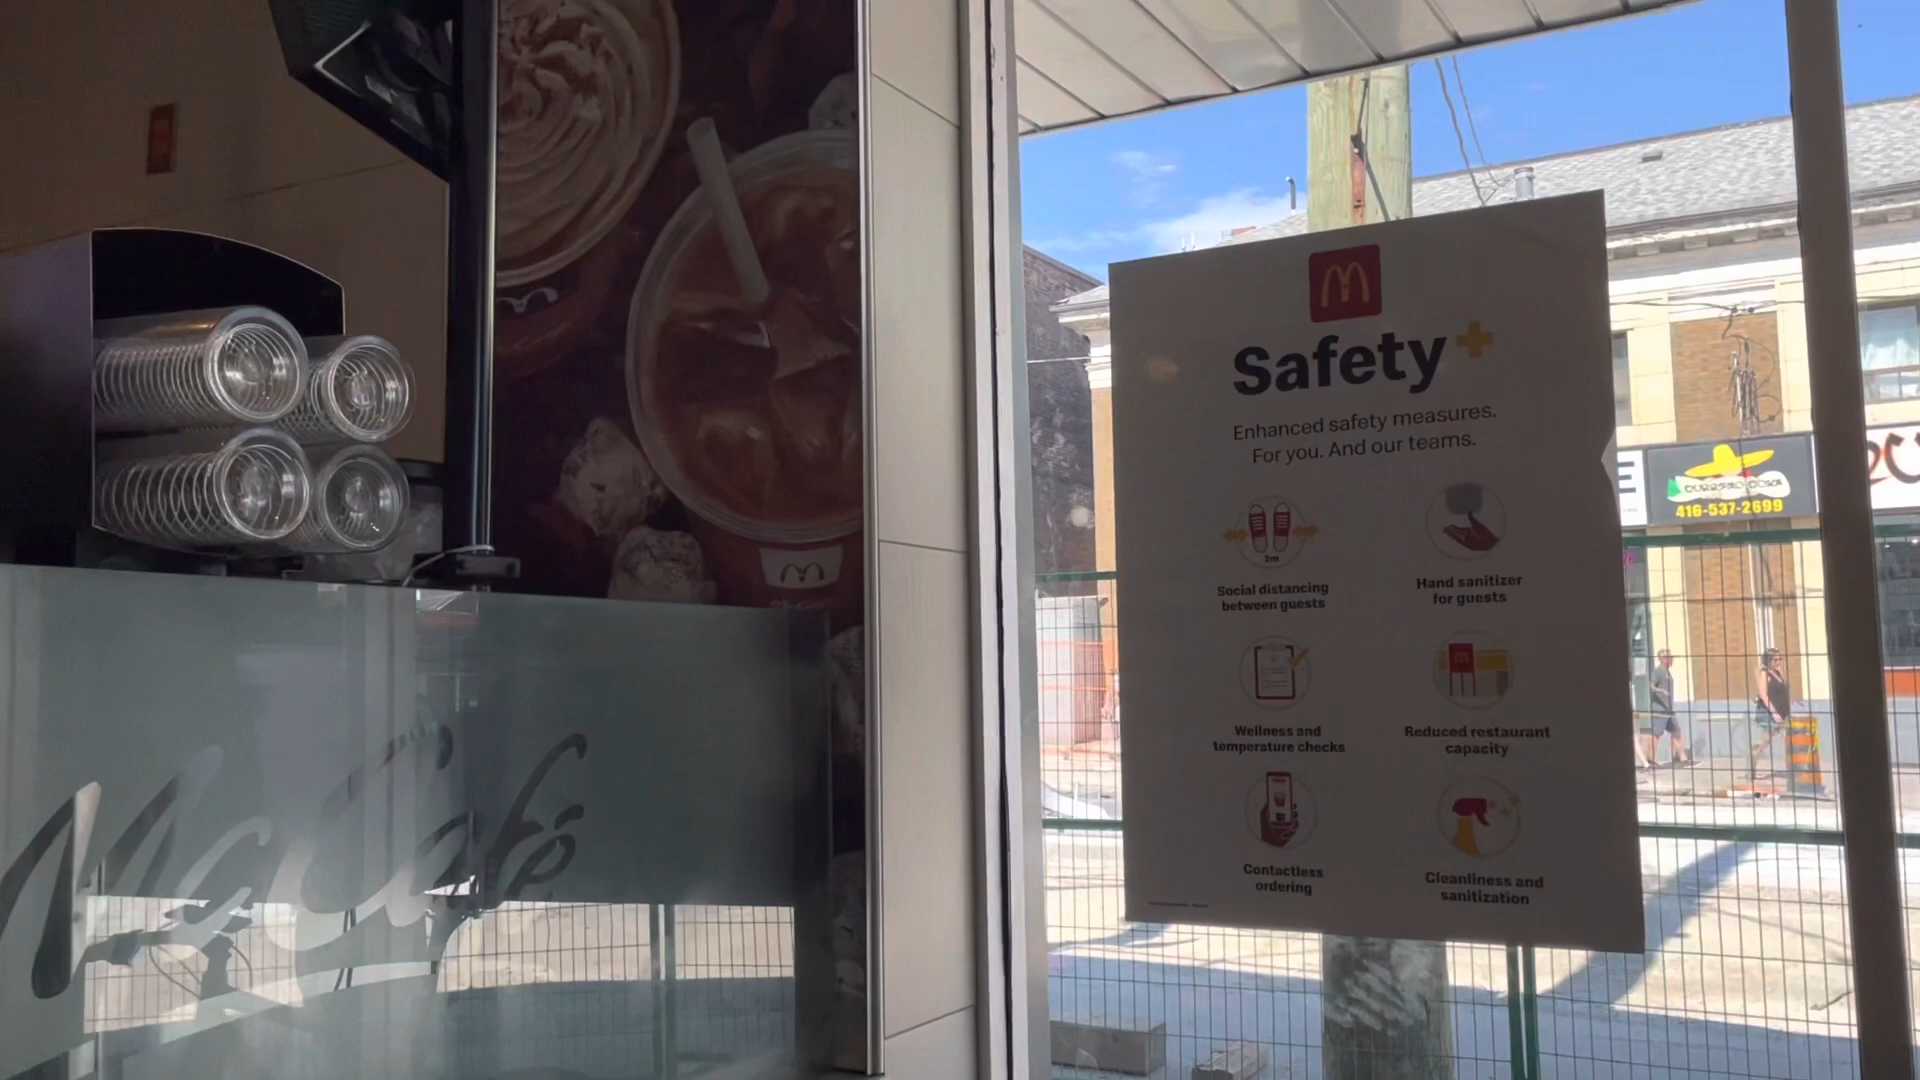 McCafé
Safety+
Enhanced safety measures.
For you. And our teams.
2m
Social distancing
between guests
Hand sanitizer
for guests
Wellness and
temperature checks
Reduced restaurant
capacity
Contactless
ordering
Cleanliness and
sanitization
E
416-537-2699